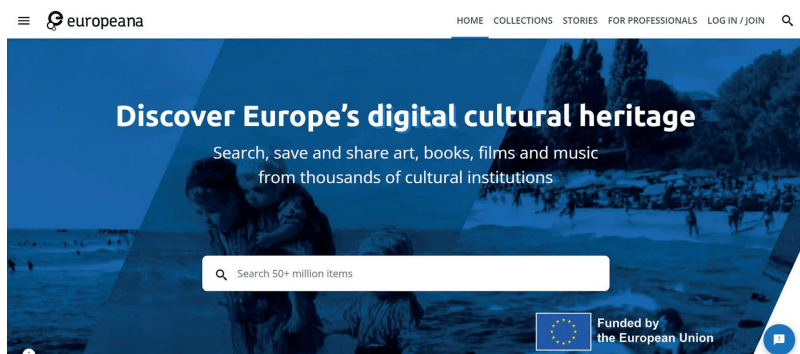 europeana
HOME COLLECTIONS STORIES FOR PROFESSIONALS LOG IN / JOIN
Discover Europe's digital cultural heritage
Search, save and share art, books, films and music
from thousands of cultural institutions
Search 50+ million items
Funded by
the European Union